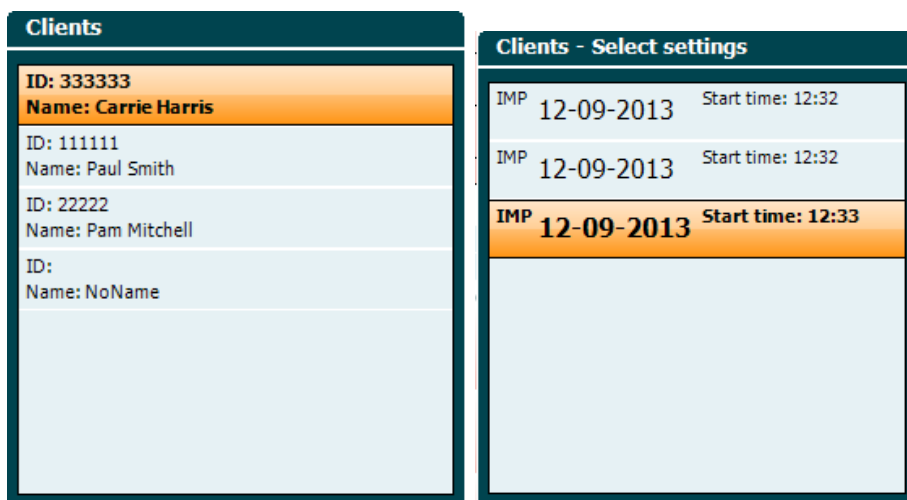 Clients
ID: 333333
Name: Carrie Harris
ID: 111111
Name: Paul Smith
ID: 22222
Name: Pam Mitchell
ID:
Name: NoName
Clients - Select settings
IMP 12-09-2013 Start time: 12:32
IMP 12-09-2013 Start time: 12:32
IMP 12-09-2013 Start time: 12:33